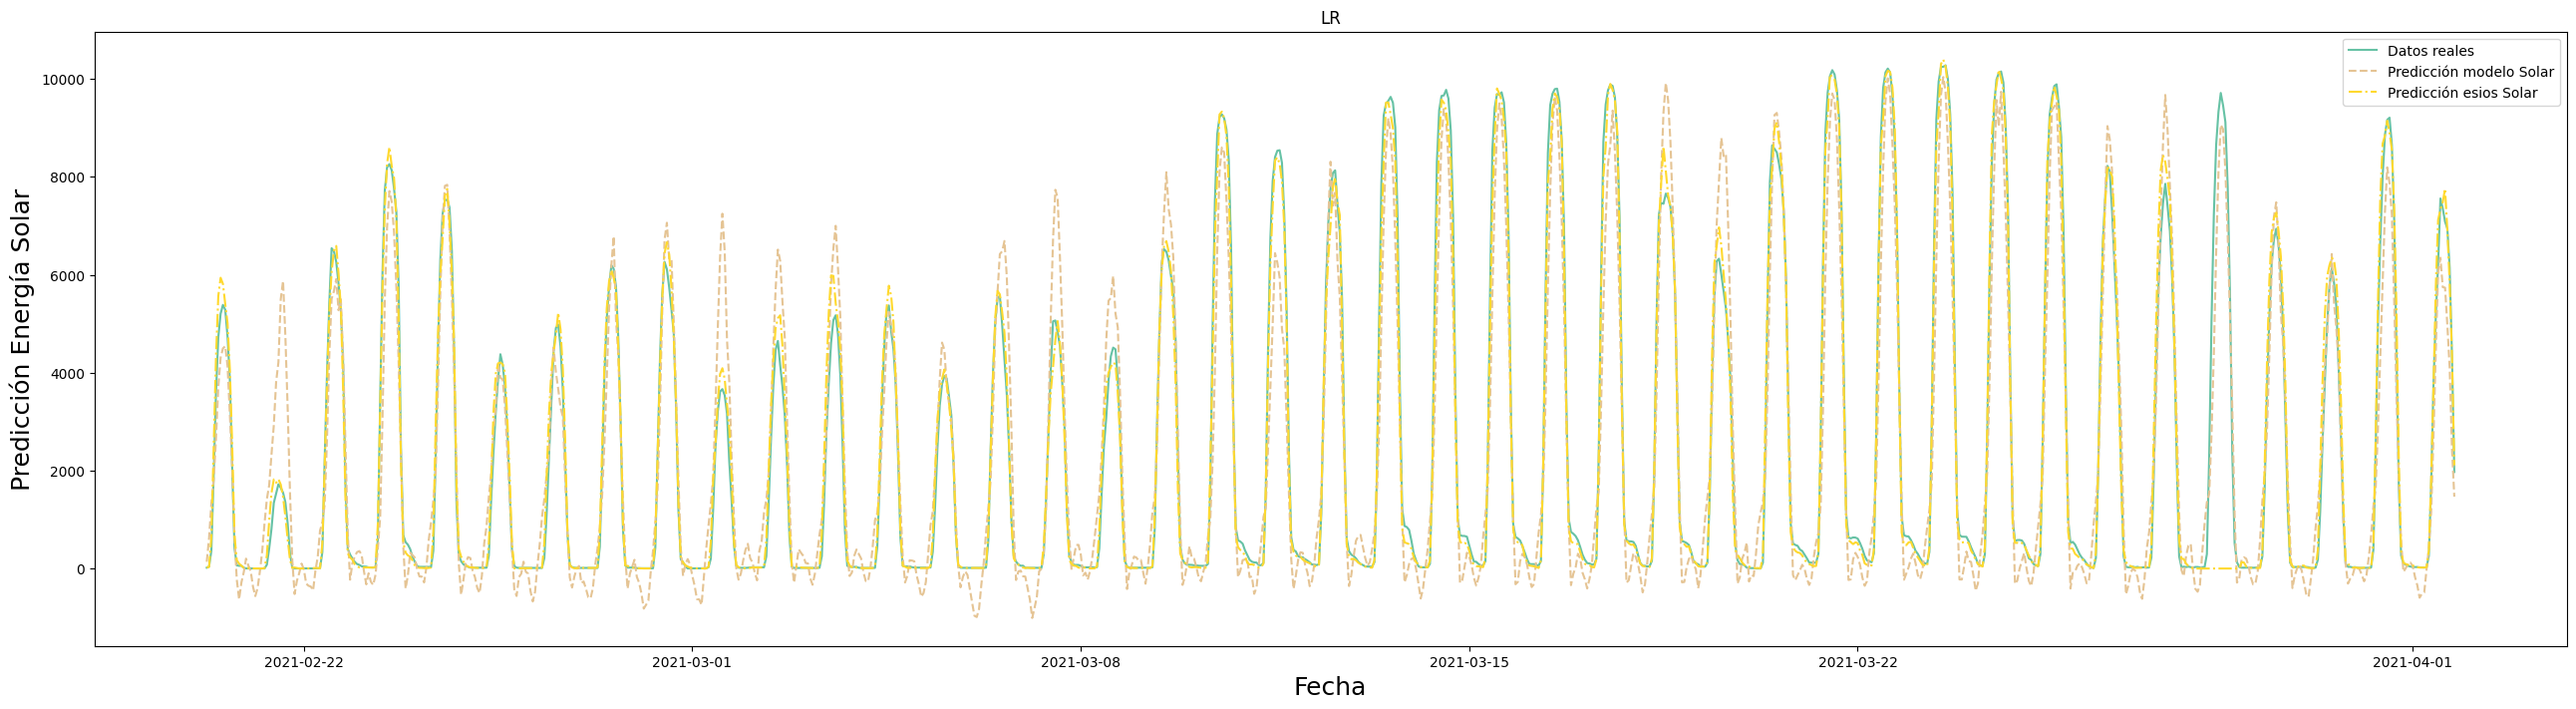 LR
Datos reales
Predicción modelo Solar
Predicción esios Solar
Predicción Energía Solar
10000
8000
6000
4000
2000
0
2021-02-22
2021-03-01
2021-03-08
2021-03-15
2021-03-22
2021-04-01
Fecha